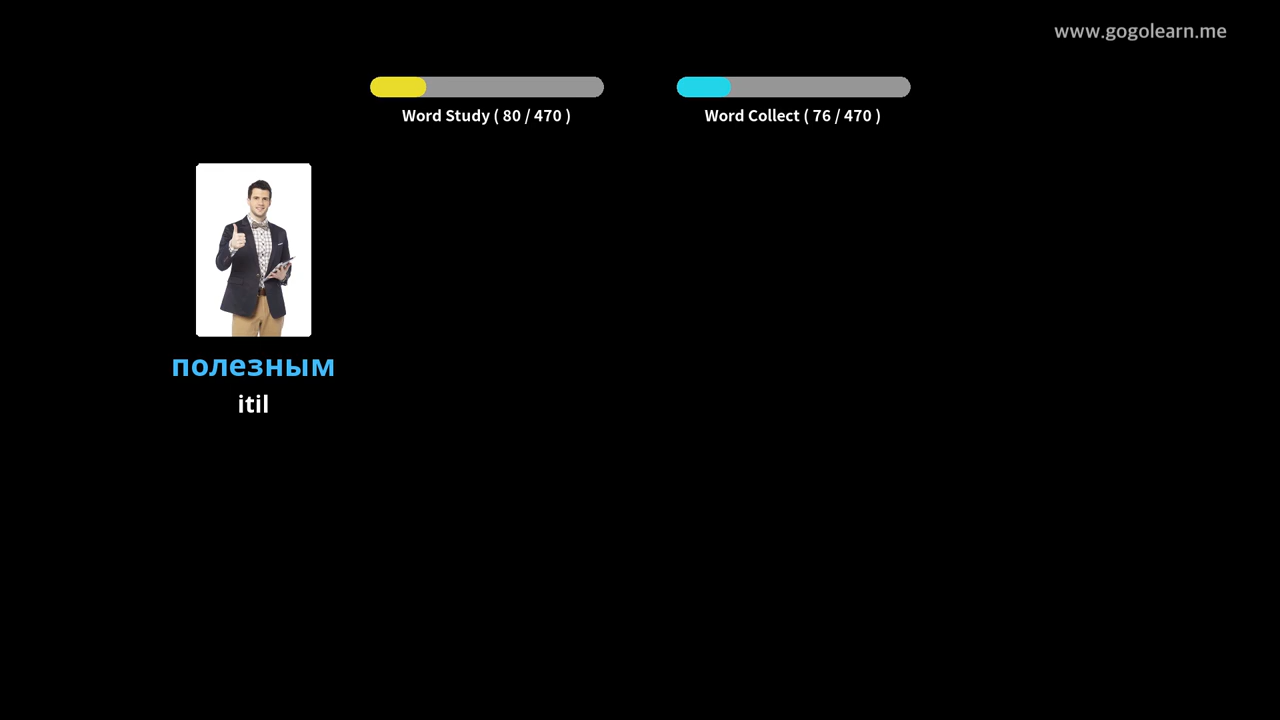 www.gogolearn.me
Word Study ( 80 / 470 )
Word Collect ( 76 / 470 )
полезным
itil